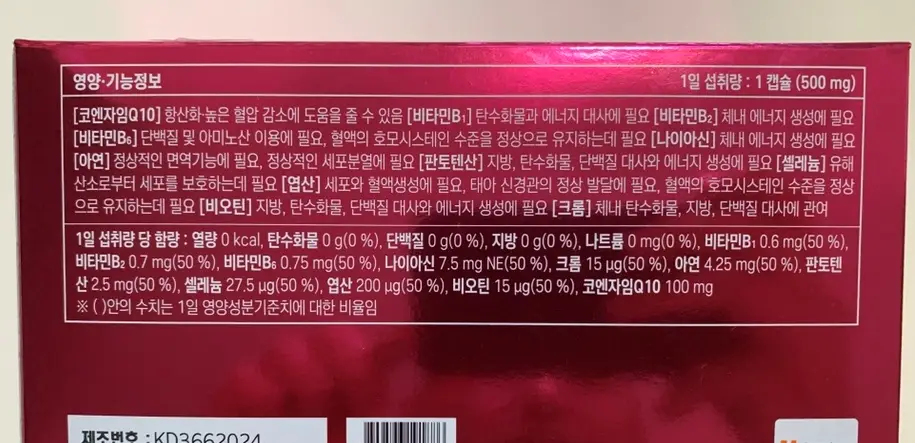 영양·기능정보 1일 섭취량 : 1 캡슐 (500 mg)
[코엔자임Q10] 항산화·높은 혈압 감소에 도움을 줄 수 있음 [비타민B₁] 탄수화물과 에너지 대사에 필요 [비타민B₂] 체내 에너지 생성에 필요
[비타민B₆] 단백질 및 아미노산 이용에 필요, 혈액의 호모시스테인 수준을 정상으로 유지하는데 필요 [나이아신] 체내 에너지 생성에 필요
[아연] 정상적인 면역기능에 필요, 정상적인 세포분열에 필요 [판토텐산] 지방, 탄수화물, 단백질 대사와 에너지 생성에 필요 [셀레늄] 유해
산소로부터 세포를 보호하는데 필요 [엽산] 세포와 혈액생성에 필요, 태아 신경관의 정상 발달에 필요, 혈액의 호모시스테인 수준을 정상
으로 유지하는데 필요 [비오틴] 지방, 탄수화물, 단백질 대사와 에너지 생성에 필요 [크롬] 체내 탄수화물, 지방, 단백질 대사에 관여
1일 섭취량 당 함량 : 열량 0 kcal, 탄수화물 0 g(0 %), 단백질 0 g(0 %), 지방 0 g(0 %), 나트륨 0 mg(0 %), 비타민B₁ 0.6 mg(50 %),
비타민B₂ 0.7 mg(50 %), 비타민B₆ 0.75 mg(50 %), 나이아신 7.5 mg NE(50 %), 크롬 15 µg(50 %), 아연 4.25 mg(50 %), 판토텐
산 2.5 mg(50 %), 셀레늄 27.5 µg(50 %), 엽산 200 µg(50 %), 비오틴 15 µg(50 %), 코엔자임Q10 100 mg
※ ( )안의 수치는 1일 영양성분기준치에 대한 비율임
제조번호 : KD3662024